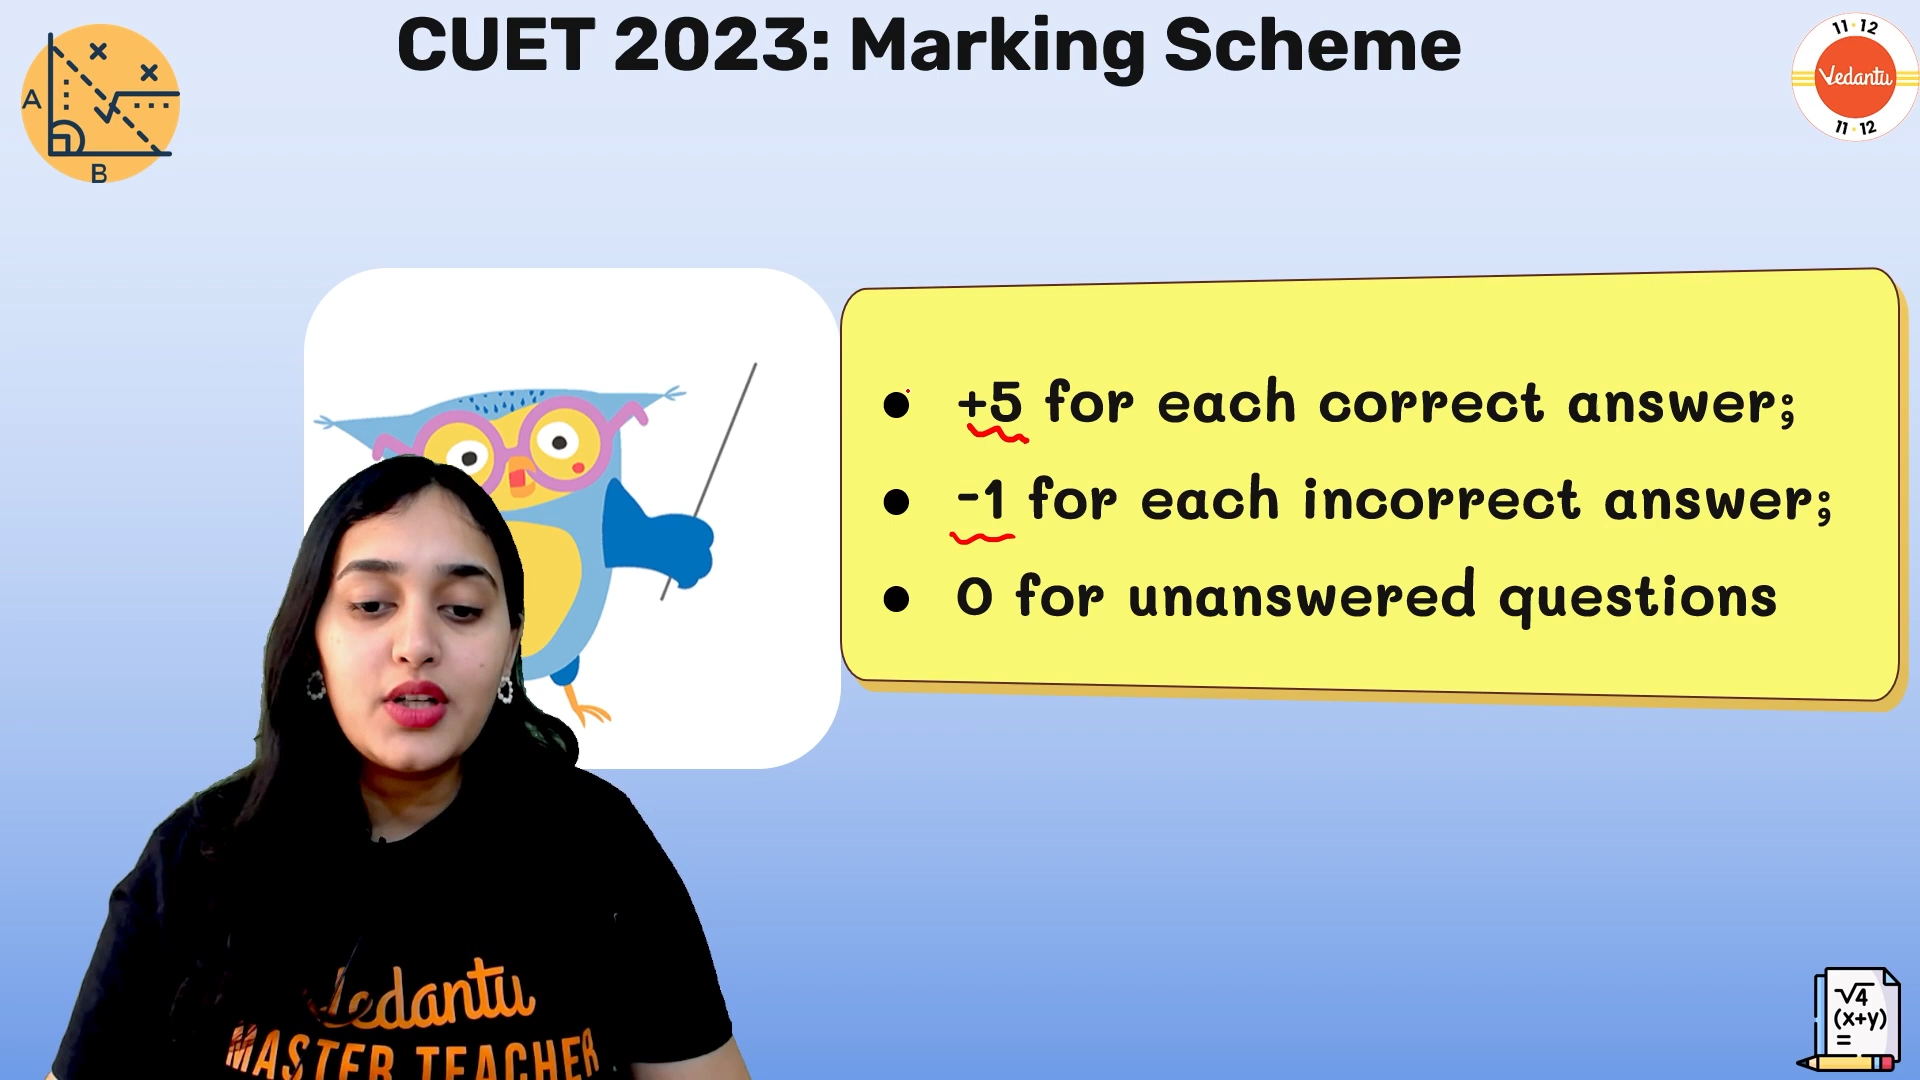 CUET 2023: Marking Scheme
A
B
11·12
Vedantu
11·12
+5 for each correct answer;
-1 for each incorrect answer;
0 for unanswered questions
Vedantu
MASTER TEACHER
√4
(x+y)
=